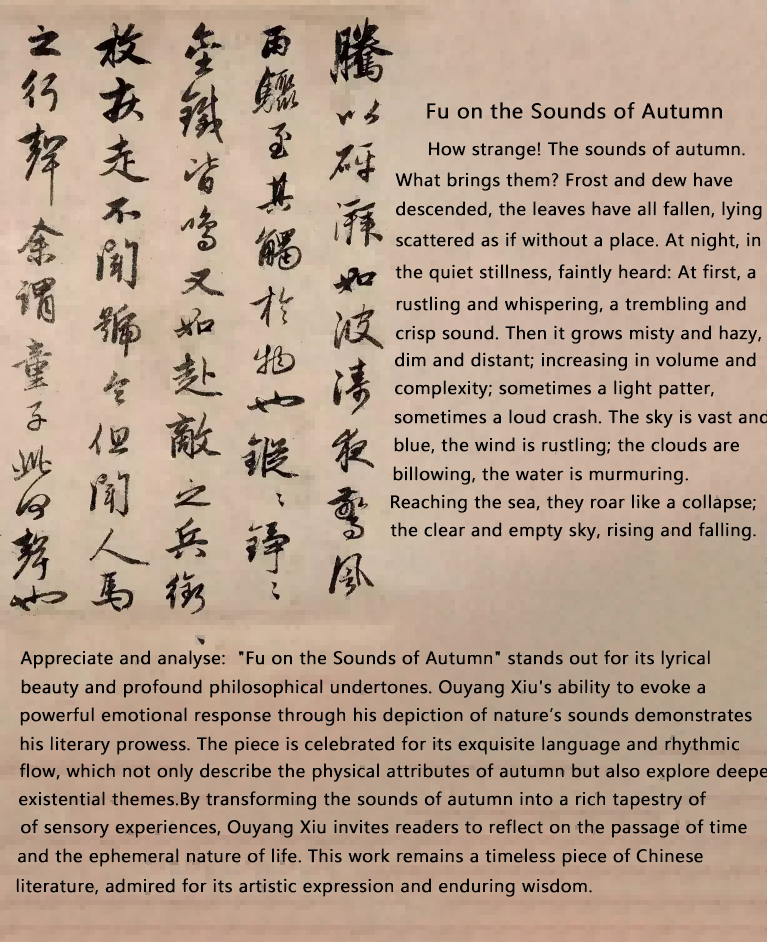 騰以砰湃如波濤夜驚風
雨驟至其觸於物也鏦〻錚〻
金鐵皆鳴又如赴敵之兵銜
枚疾走不聞號令但聞人馬
之行聲余謂童子此何聲也
Fu on the Sounds of Autumn
How strange! The sounds of autumn.
What brings them? Frost and dew have
descended, the leaves have all fallen, lying
scattered as if without a place. At night, in
the quiet stillness, faintly heard: At first, a
rustling and whispering, a trembling and
crisp sound. Then it grows misty and hazy,
dim and distant; increasing in volume and
complexity; sometimes a light patter,
sometimes a loud crash. The sky is vast and
blue, the wind is rustling; the clouds are
billowing, the water is murmuring.
Reaching the sea, they roar like a collapse;
the clear and empty sky, rising and falling.
Appreciate and analyse: "Fu on the Sounds of Autumn" stands out for its lyrical
beauty and profound philosophical undertones. Ouyang Xiu's ability to evoke a
powerful emotional response through his depiction of nature's sounds demonstrates
his literary prowess. The piece is celebrated for its exquisite language and rhythmic
flow, which not only describe the physical attributes of autumn but also explore deepe
existential themes.By transforming the sounds of autumn into a rich tapestry of
of sensory experiences, Ouyang Xiu invites readers to reflect on the passage of time
and the ephemeral nature of life. This work remains a timeless piece of Chinese
literature, admired for its artistic expression and enduring wisdom.